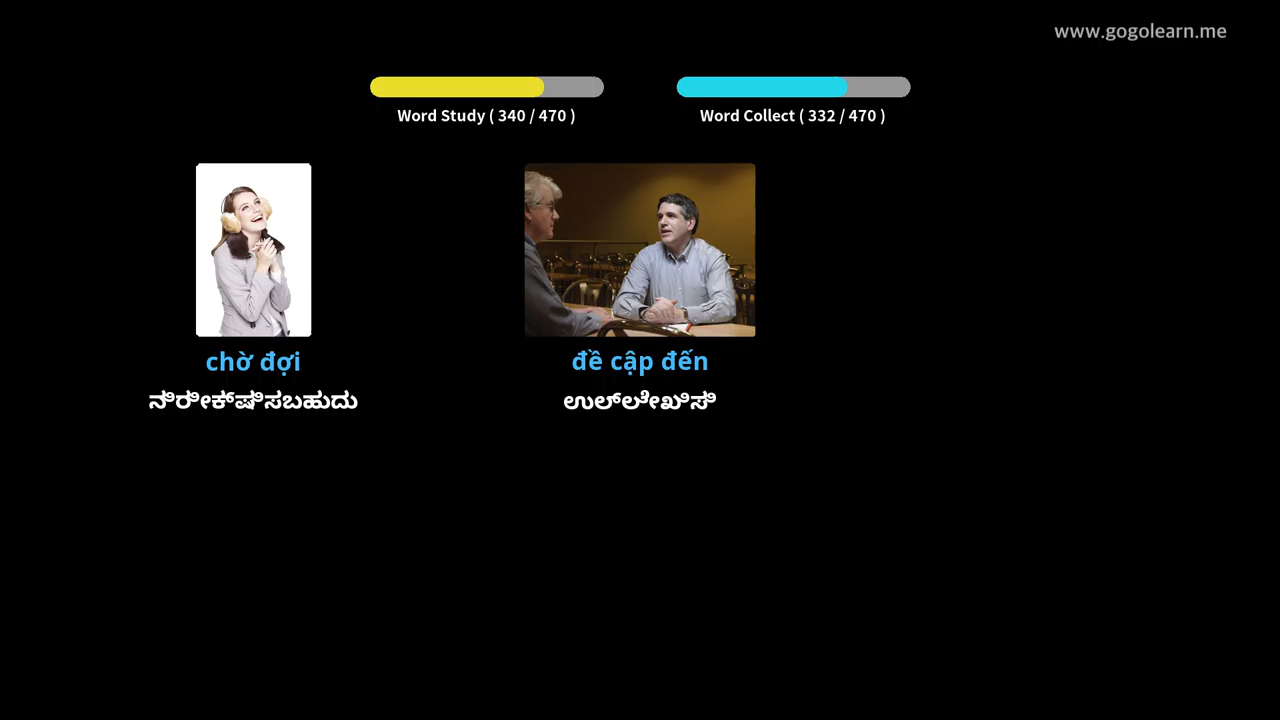 www.gogolearn.me
Word Study ( 340 / 470 )
Word Collect ( 332 / 470 )
chờ đợi
đề cập đến
ನಿರೀಕ್ಷಿಸಬಹುದು
ಉಲ್ಲೇಖಿಸಿ